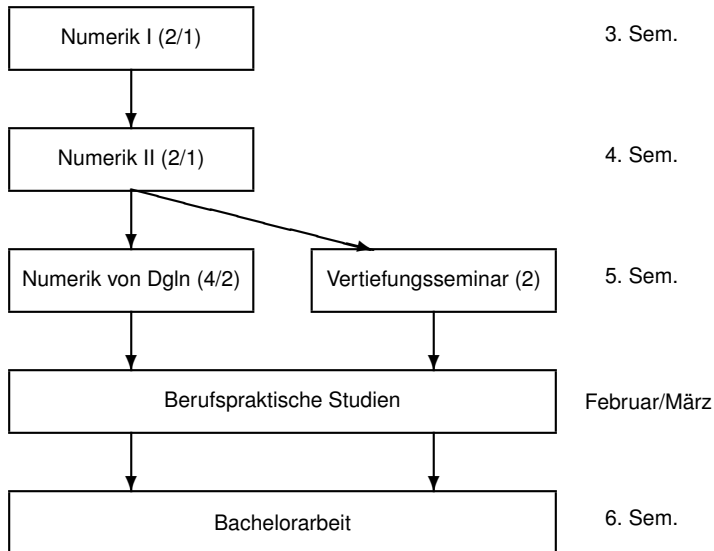 Numerik I (2/1)
3. Sem.
Numerik II (2/1)
4. Sem.
Numerik von Dgln (4/2)
Vertiefungsseminar (2)
5. Sem.
Berufspraktische Studien
Februar/März
Bachelorarbeit
6. Sem.